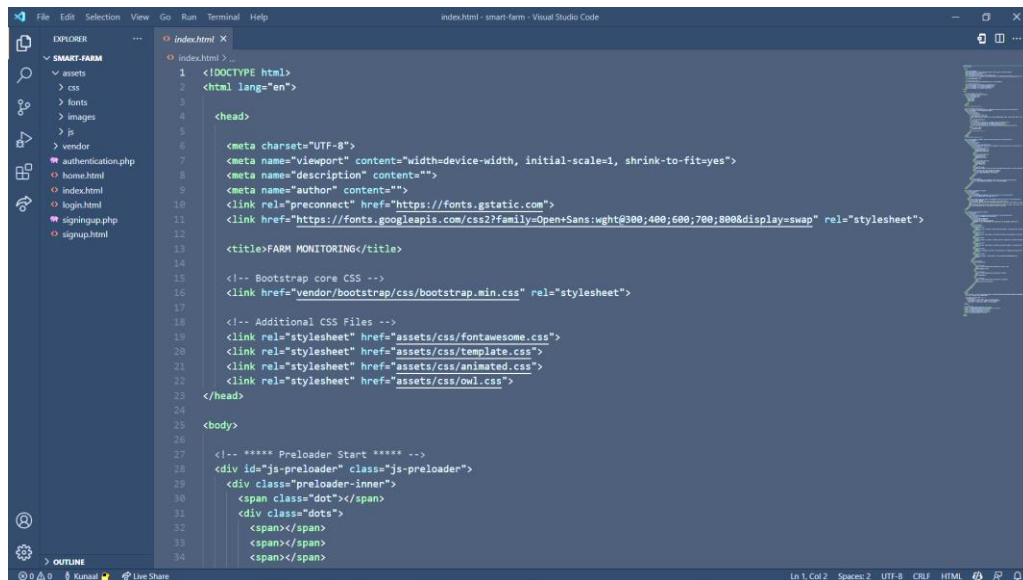 File Edit Selection View Go Run Terminal Help
index.html - smart-farm - Visual Studio Code
EXPLORER
SMART-FARM
assets
css
fonts
images
js
vendor
authentication.php
home.html
index.html
login.html
signingup.php
signup.html
OUTLINE
index.html
index.html > ...
1 <!DOCTYPE html>
2 <html lang="en">
3
4 <head>
5
6 <meta charset="UTF-8">
7 <meta name="viewport" content="width=device-width, initial-scale=1, shrink-to-fit=yes">
8 <meta name="description" content="">
9 <meta name="author" content="">
10 <link rel="preconnect" href="https://fonts.gstatic.com">
11 <link href="https://fonts.googleapis.com/css2?family=Open+Sans:wght@300;400;600;700;800&display=swap" rel="stylesheet">
12
13 <title>FARM MONITORING</title>
14
15 <!-- Bootstrap core CSS -->
16 <link href="vendor/bootstrap/css/bootstrap.min.css" rel="stylesheet">
17
18 <!-- Additional CSS Files -->
19 <link rel="stylesheet" href="assets/css/fontawesome.css">
20 <link rel="stylesheet" href="assets/css/template.css">
21 <link rel="stylesheet" href="assets/css/animated.css">
22 <link rel="stylesheet" href="assets/css/owl.css">
23 </head>
24
25 <body>
26
27 <!-- ***** Preloader Start ***** -->
28 <div id="js-preloader" class="js-preloader">
29 <div class="preloader-inner">
30 <span class="dot"></span>
31 <div class="dots">
32 <span></span>
33 <span></span>
34 <span></span>
0 0 Kunaal Live Share
Ln 1, Col 2 Spaces: 2 UTF-8 CRLF HTML